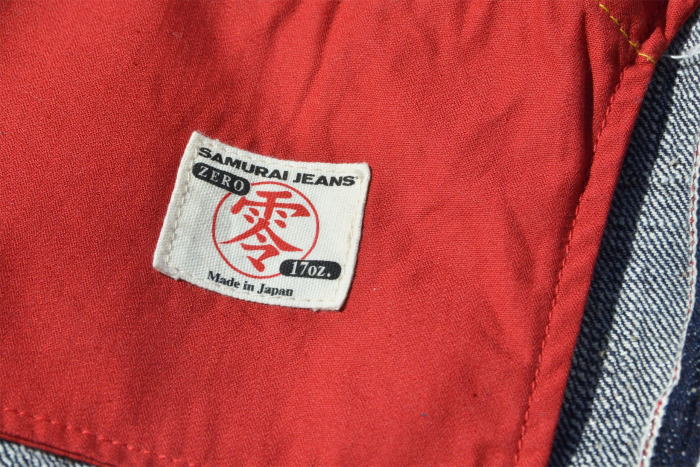 SAMURAI JEANS
ZERO
零
17oz.
Made in Japan